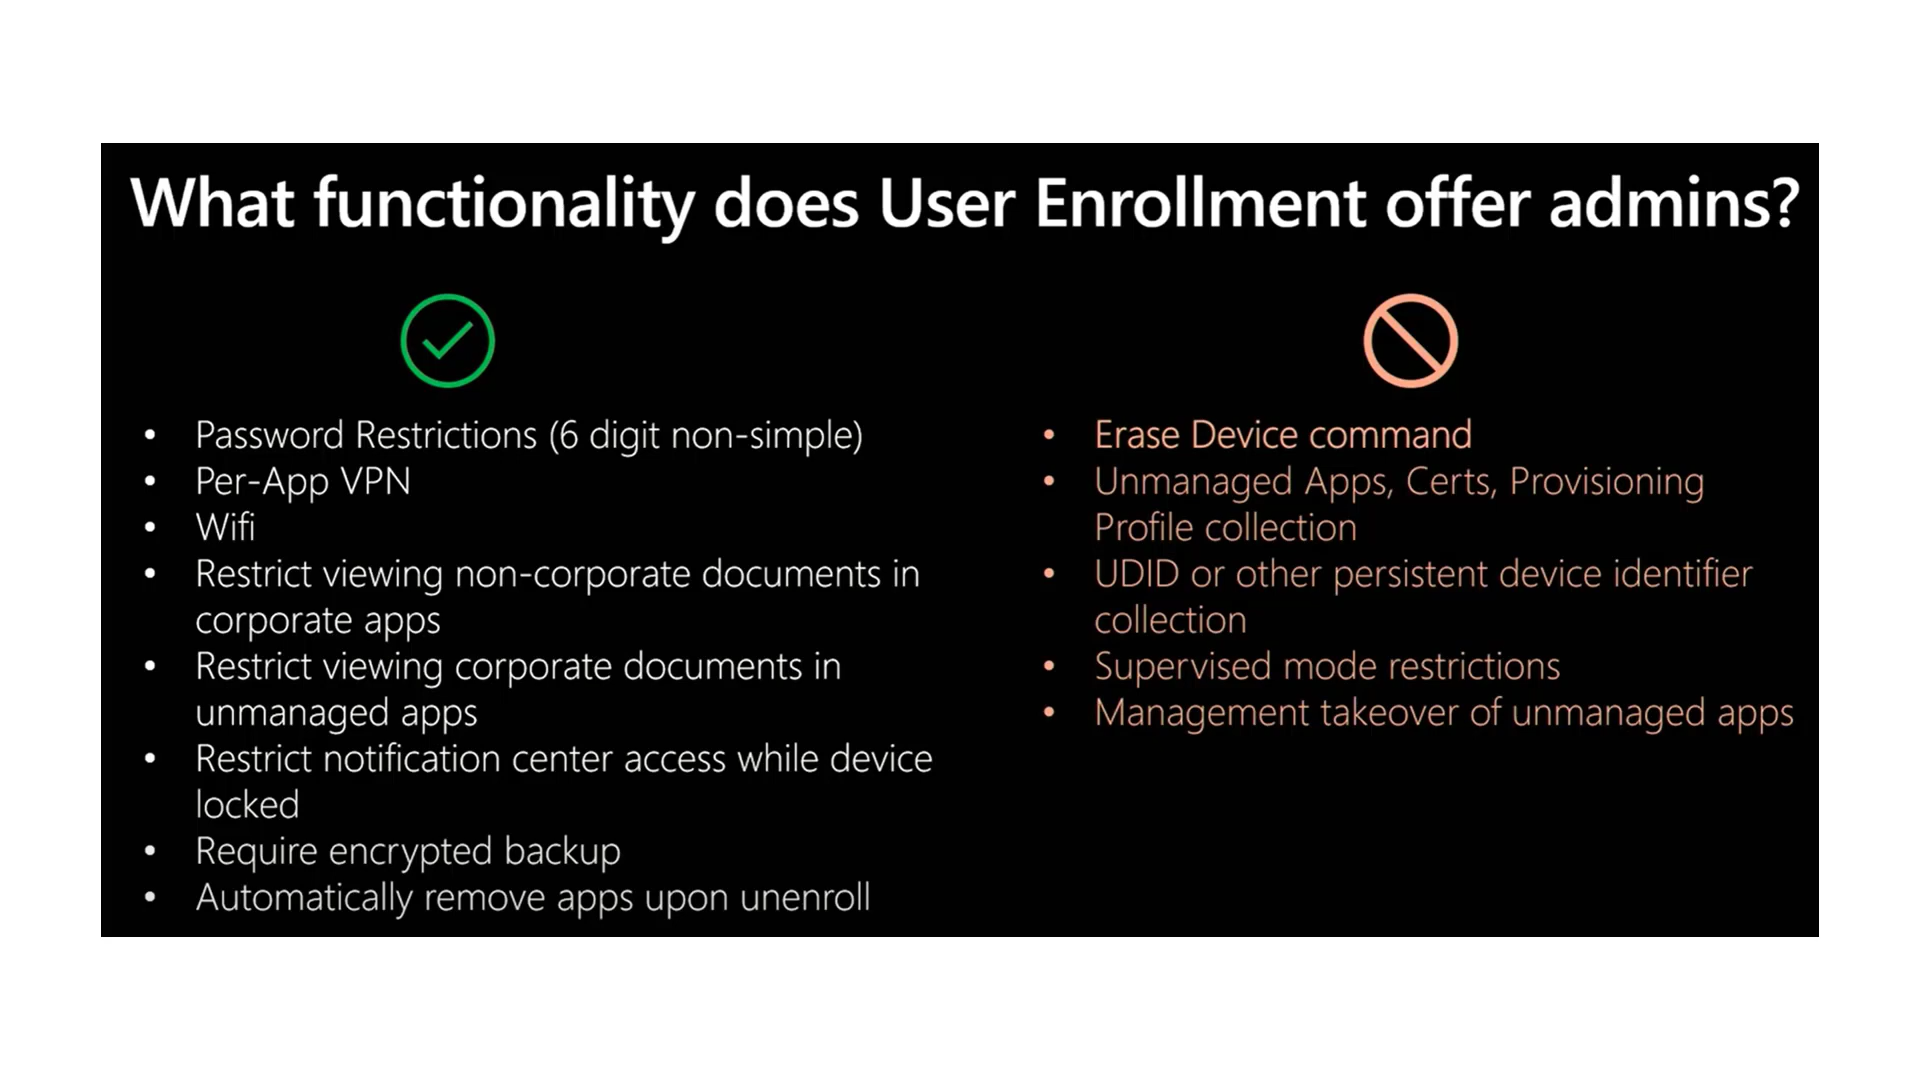 What functionality does User Enrollment offer admins?
• Password Restrictions (6 digit non-simple)
• Per-App VPN
• Wifi
• Restrict viewing non-corporate documents in
corporate apps
• Restrict viewing corporate documents in
unmanaged apps
• Restrict notification center access while device
locked
• Require encrypted backup
• Automatically remove apps upon unenroll
• Erase Device command
• Unmanaged Apps, Certs, Provisioning
Profile collection
• UDID or other persistent device identifier
collection
• Supervised mode restrictions
• Management takeover of unmanaged apps